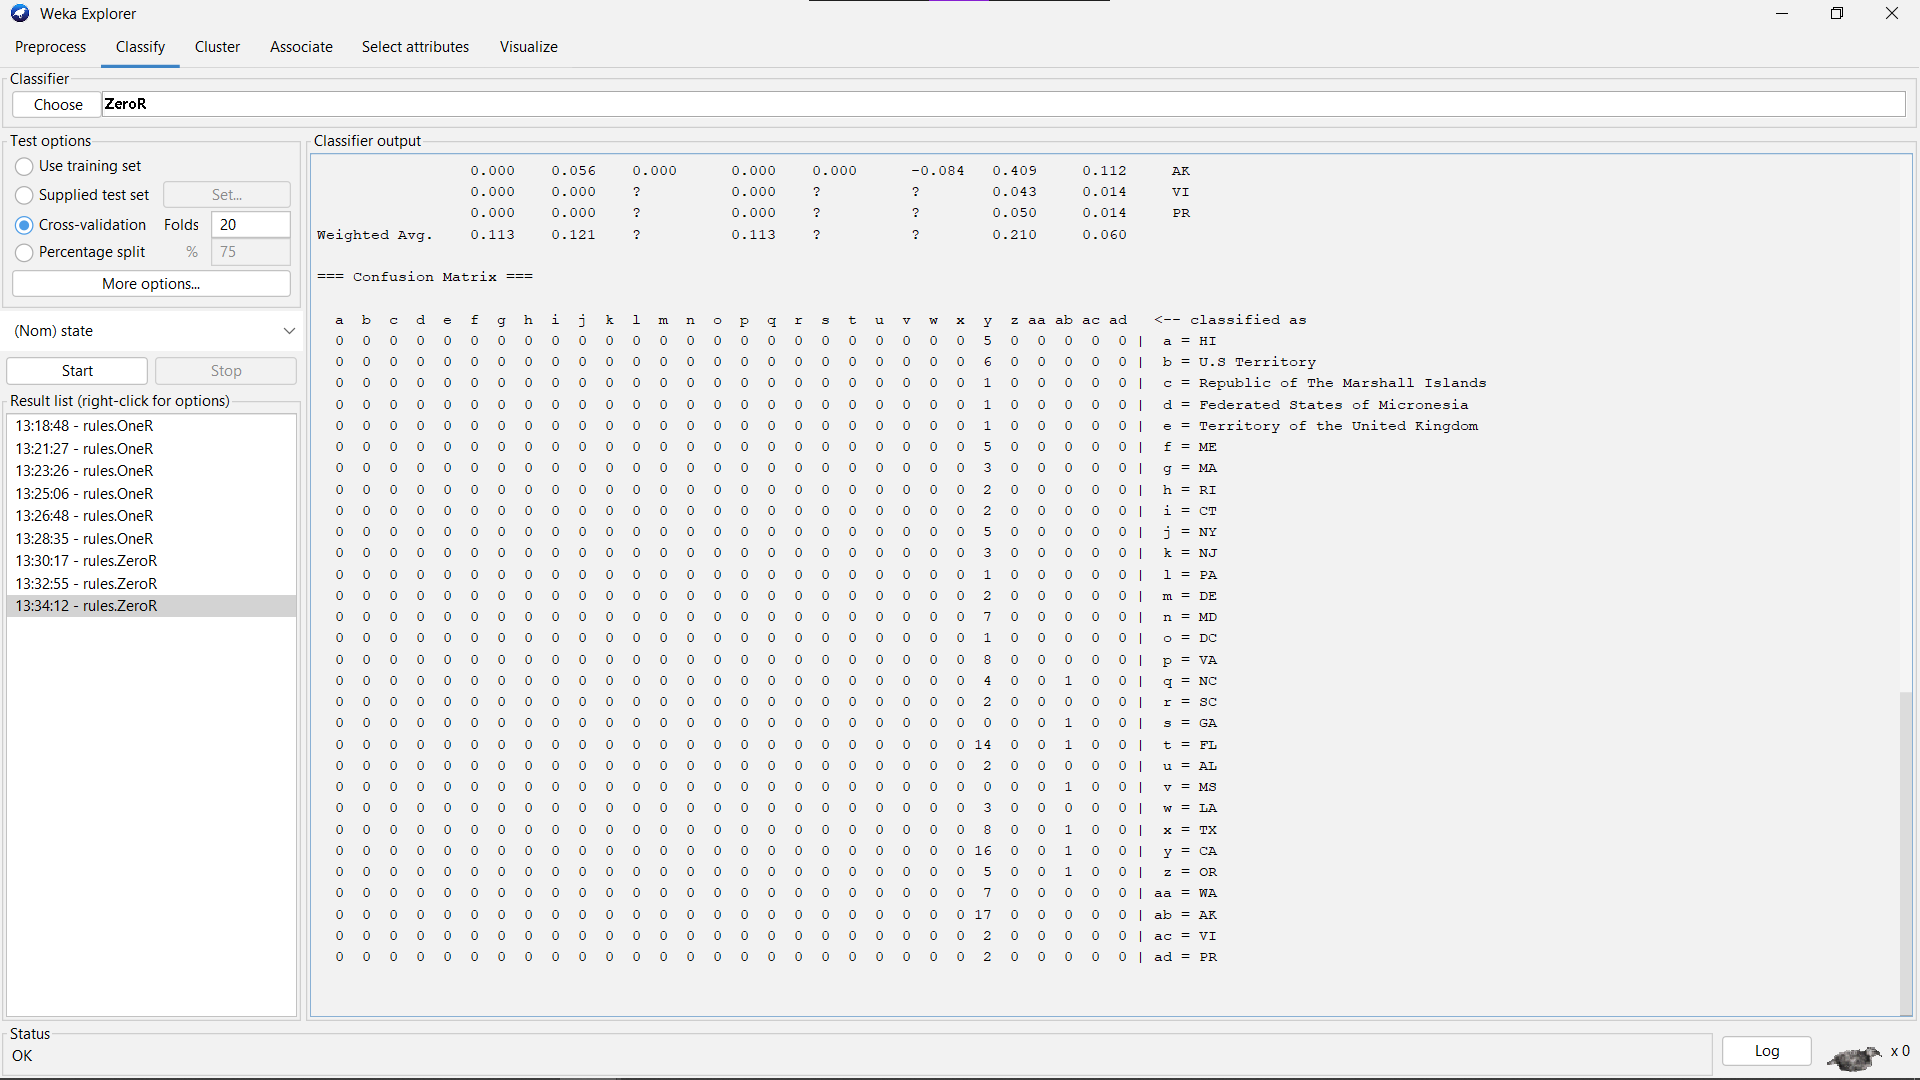 Weka Explorer
Preprocess Classify Cluster Associate Select attributes Visualize
Classifier
Choose ZeroR
Test options
Use training set
Supplied test set Set...
Cross-validation Folds 20
Percentage split % 75
More options...
(Nom) state
Start Stop
Result list (right-click for options)
13:18:48 - rules.OneR
13:21:27 - rules.OneR
13:23:26 - rules.OneR
13:25:06 - rules.OneR
13:26:48 - rules.OneR
13:28:35 - rules.OneR
13:30:17 - rules.ZeroR
13:32:55 - rules.ZeroR
13:34:12 - rules.ZeroR
Classifier output
0.000 0.056 0.000 0.000 0.000 -0.084 0.409 0.112 AK
0.000 0.000 ? 0.000 ? ? 0.043 0.014 VI
0.000 0.000 ? 0.000 ? ? 0.050 0.014 PR
Weighted Avg. 0.113 0.121 ? 0.113 ? ? 0.210 0.060
=== Confusion Matrix ===
a b c d e f g h i j k l m n o p q r s t u v w x y z aa ab ac ad <-- classified as
0 0 0 0 0 0 0 0 0 0 0 0 0 0 0 0 0 0 0 0 0 0 0 0 5 0 0 0 0 0 | a = HI
0 0 0 0 0 0 0 0 0 0 0 0 0 0 0 0 0 0 0 0 0 0 0 0 6 0 0 0 0 0 | b = U.S Territory
0 0 0 0 0 0 0 0 0 0 0 0 0 0 0 0 0 0 0 0 0 0 0 0 1 0 0 0 0 0 | c = Republic of The Marshall Islands
0 0 0 0 0 0 0 0 0 0 0 0 0 0 0 0 0 0 0 0 0 0 0 0 1 0 0 0 0 0 | d = Federated States of Micronesia
0 0 0 0 0 0 0 0 0 0 0 0 0 0 0 0 0 0 0 0 0 0 0 0 1 0 0 0 0 0 | e = Territory of the United Kingdom
0 0 0 0 0 0 0 0 0 0 0 0 0 0 0 0 0 0 0 0 0 0 0 0 5 0 0 0 0 0 | f = ME
0 0 0 0 0 0 0 0 0 0 0 0 0 0 0 0 0 0 0 0 0 0 0 0 3 0 0 0 0 0 | g = MA
0 0 0 0 0 0 0 0 0 0 0 0 0 0 0 0 0 0 0 0 0 0 0 0 2 0 0 0 0 0 | h = RI
0 0 0 0 0 0 0 0 0 0 0 0 0 0 0 0 0 0 0 0 0 0 0 0 2 0 0 0 0 0 | i = CT
0 0 0 0 0 0 0 0 0 0 0 0 0 0 0 0 0 0 0 0 0 0 0 0 5 0 0 0 0 0 | j = NY
0 0 0 0 0 0 0 0 0 0 0 0 0 0 0 0 0 0 0 0 0 0 0 0 3 0 0 0 0 0 | k = NJ
0 0 0 0 0 0 0 0 0 0 0 0 0 0 0 0 0 0 0 0 0 0 0 0 1 0 0 0 0 0 | l = PA
0 0 0 0 0 0 0 0 0 0 0 0 0 0 0 0 0 0 0 0 0 0 0 0 2 0 0 0 0 0 | m = DE
0 0 0 0 0 0 0 0 0 0 0 0 0 0 0 0 0 0 0 0 0 0 0 0 7 0 0 0 0 0 | n = MD
0 0 0 0 0 0 0 0 0 0 0 0 0 0 0 0 0 0 0 0 0 0 0 0 1 0 0 0 0 0 | o = DC
0 0 0 0 0 0 0 0 0 0 0 0 0 0 0 0 0 0 0 0 0 0 0 0 8 0 0 0 0 0 | p = VA
0 0 0 0 0 0 0 0 0 0 0 0 0 0 0 0 0 0 0 0 0 0 0 0 4 0 0 1 0 0 | q = NC
0 0 0 0 0 0 0 0 0 0 0 0 0 0 0 0 0 0 0 0 0 0 0 0 2 0 0 0 0 0 | r = SC
0 0 0 0 0 0 0 0 0 0 0 0 0 0 0 0 0 0 0 0 0 0 0 0 0 0 0 1 0 0 | s = GA
0 0 0 0 0 0 0 0 0 0 0 0 0 0 0 0 0 0 0 0 0 0 0 0 14 0 0 1 0 0 | t = FL
0 0 0 0 0 0 0 0 0 0 0 0 0 0 0 0 0 0 0 0 0 0 0 0 2 0 0 0 0 0 | u = AL
0 0 0 0 0 0 0 0 0 0 0 0 0 0 0 0 0 0 0 0 0 0 0 0 0 0 0 1 0 0 | v = MS
0 0 0 0 0 0 0 0 0 0 0 0 0 0 0 0 0 0 0 0 0 0 0 0 3 0 0 0 0 0 | w = LA
0 0 0 0 0 0 0 0 0 0 0 0 0 0 0 0 0 0 0 0 0 0 0 0 8 0 0 1 0 0 | x = TX
0 0 0 0 0 0 0 0 0 0 0 0 0 0 0 0 0 0 0 0 0 0 0 0 16 0 0 1 0 0 | y = CA
0 0 0 0 0 0 0 0 0 0 0 0 0 0 0 0 0 0 0 0 0 0 0 0 5 0 0 1 0 0 | z = OR
0 0 0 0 0 0 0 0 0 0 0 0 0 0 0 0 0 0 0 0 0 0 0 0 7 0 0 0 0 0 | aa = WA
0 0 0 0 0 0 0 0 0 0 0 0 0 0 0 0 0 0 0 0 0 0 0 0 17 0 0 0 0 0 | ab = AK
0 0 0 0 0 0 0 0 0 0 0 0 0 0 0 0 0 0 0 0 0 0 0 0 2 0 0 0 0 0 | ac = VI
0 0 0 0 0 0 0 0 0 0 0 0 0 0 0 0 0 0 0 0 0 0 0 0 2 0 0 0 0 0 | ad = PR
Status
OK
Log
x 0